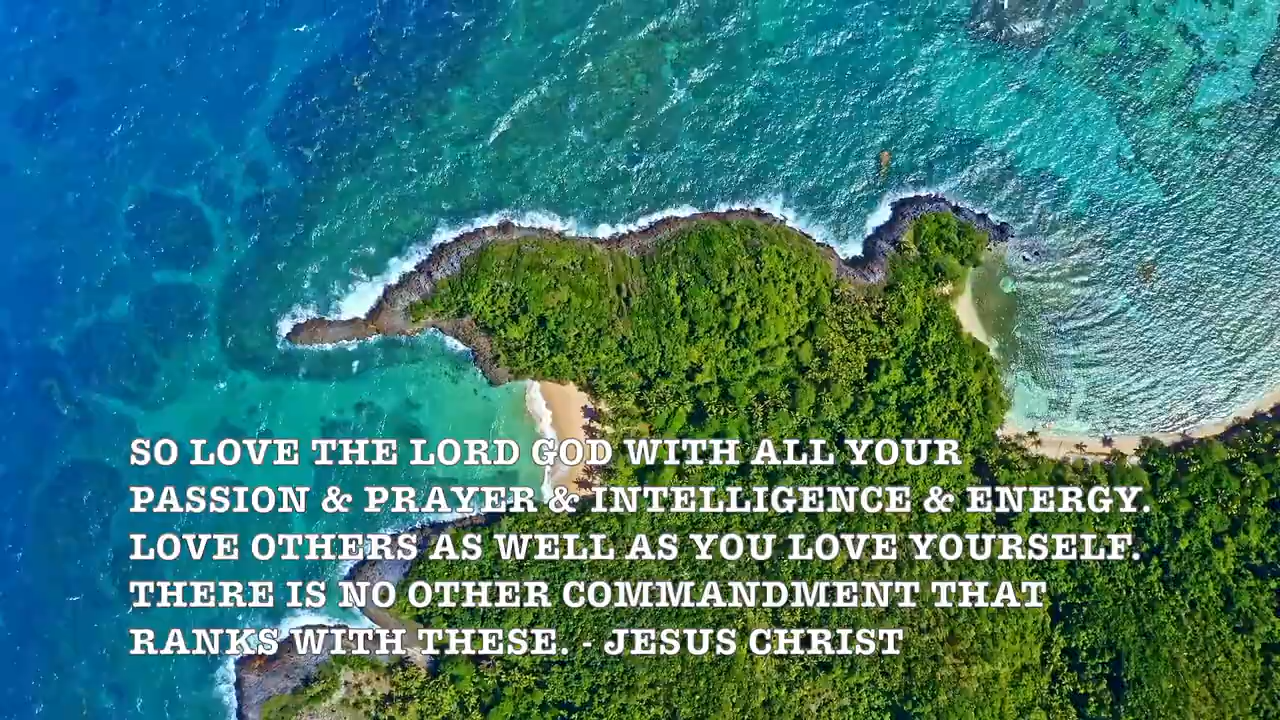 SO LOVE THE LORD GOD WITH ALL YOUR
PASSION & PRAYER & INTELLIGENCE & ENERGY.
LOVE OTHERS AS WELL AS YOU LOVE YOURSELF.
THERE IS NO OTHER COMMANDMENT THAT
RANKS WITH THESE. - JESUS CHRIST